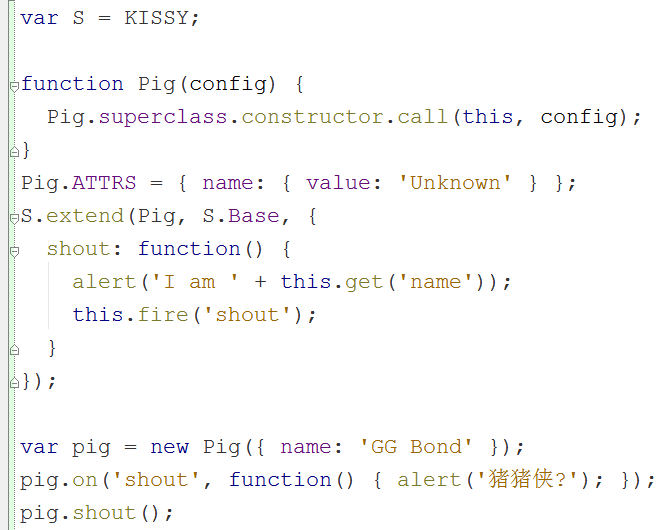 var S = KISSY;
function Pig(config) {
Pig.superclass.constructor.call(this, config);
}
Pig.ATTRS = { name: { value: 'Unknown' } };
S.extend(Pig, S.Base, {
shout: function() {
alert('I am ' + this.get('name'));
this.fire('shout');
}
});
var pig = new Pig({ name: 'GG Bond' });
pig.on('shout', function() { alert('猪猪侠?'); });
pig.shout();